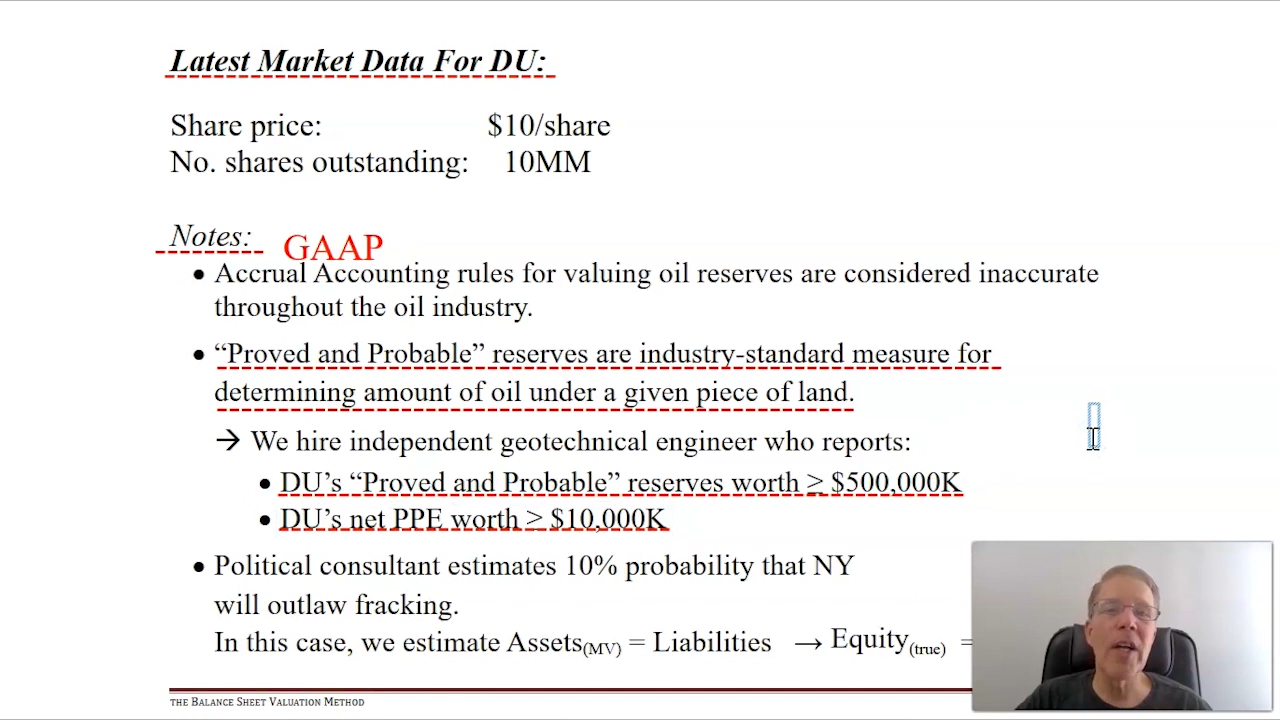 Latest Market Data For DU:
Share price: $10/share
No. shares outstanding: 10MM
Notes: GAAP
• Accrual Accounting rules for valuing oil reserves are considered inaccurate
throughout the oil industry.
• “Proved and Probable” reserves are industry-standard measure for
determining amount of oil under a given piece of land.
→ We hire independent geotechnical engineer who reports:
• DU’s “Proved and Probable” reserves worth ≥ $500,000K
• DU’s net PPE worth ≥ $10,000K
• Political consultant estimates 10% probability that NY
will outlaw fracking.
In this case, we estimate Assets(MV) = Liabilities → Equity(true) =
THE BALANCE SHEET VALUATION METHOD